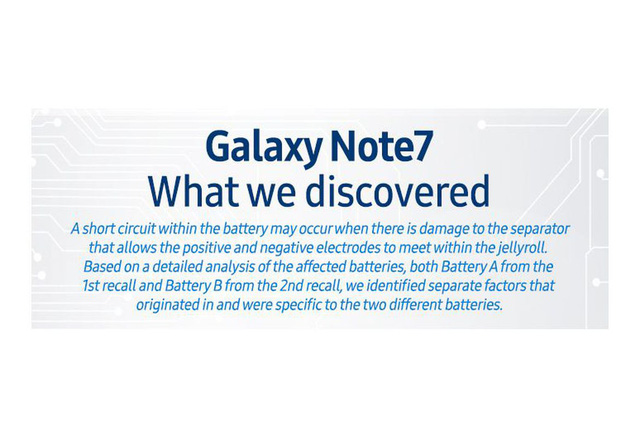 Galaxy Note7
What we discovered
A short circuit within the battery may occur when there is damage to the separator
that allows the positive and negative electrodes to meet within the jellyroll.
Based on a detailed analysis of the affected batteries, both Battery A from the
1st recall and Battery B from the 2nd recall, we identified separate factors that
originated in and were specific to the two different batteries.